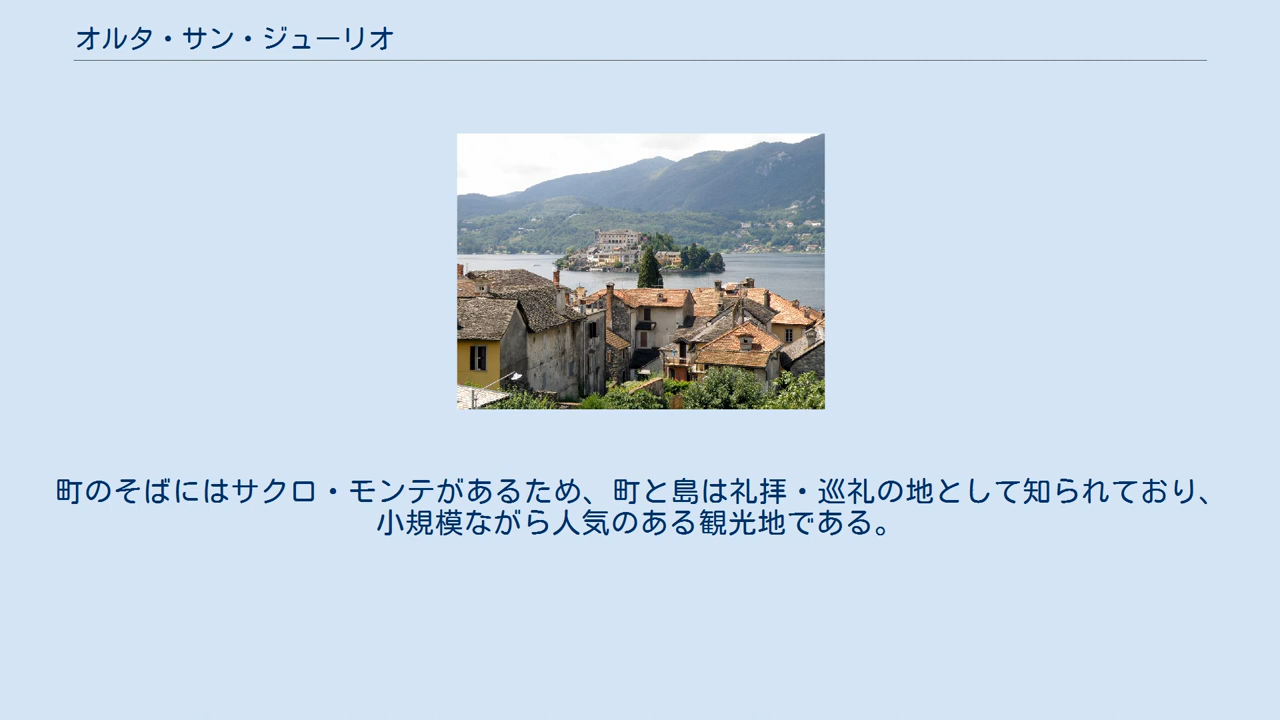 オルタ・サン・ジューリオ
町のそばにはサクロ・モンテがあるため、町と島は礼拝・巡礼の地として知られており、
小規模ながら人気のある観光地である。